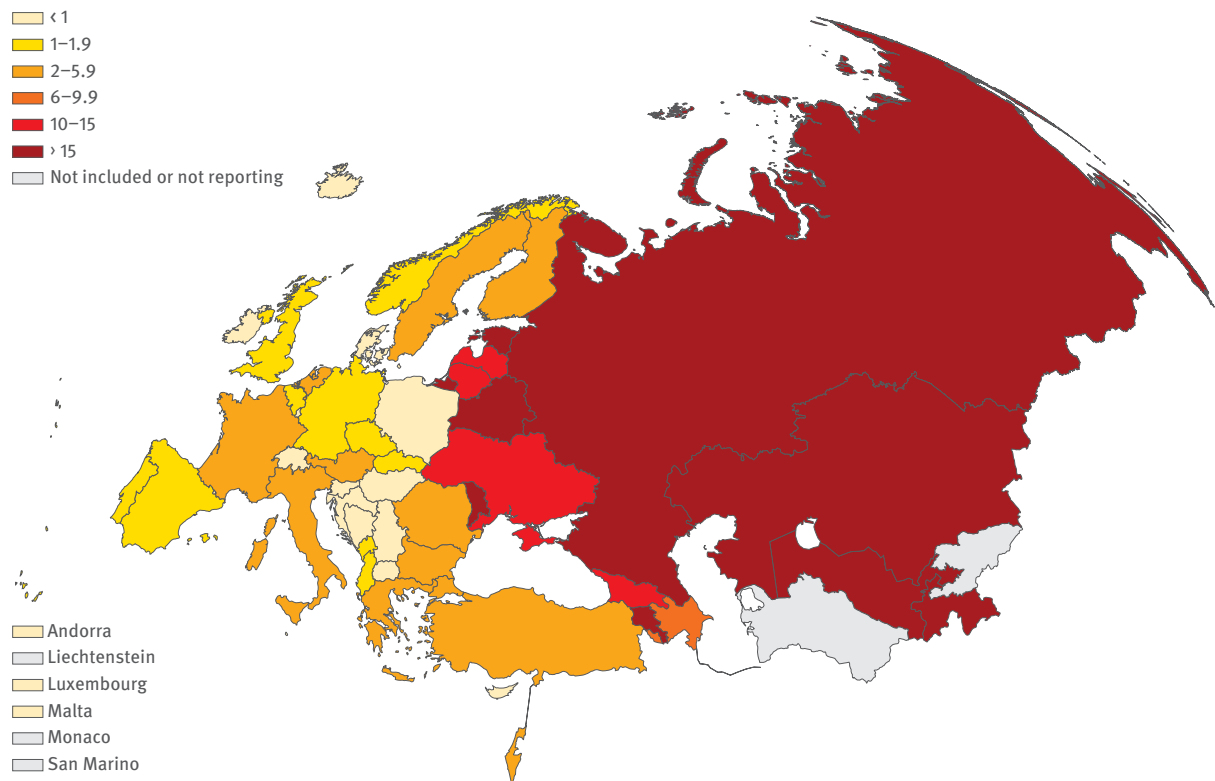 ‹ 1
1–1.9
2–5.9
6–9.9
10–15
› 15
Not included or not reporting
Andorra
Liechtenstein
Luxembourg
Malta
Monaco
San Marino